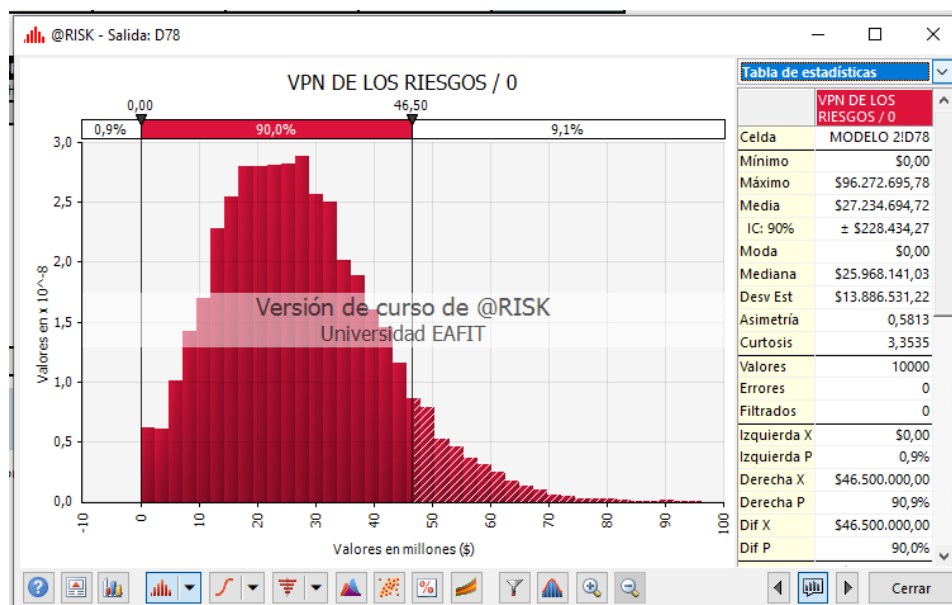 @RISK - Salida: D78
VPN DE LOS RIESGOS / 0
0,00
46,50
0,9%
90,0%
9,1%
3,0
2,5
2,0
1,5
1,0
0,5
0,0
Valores en x 10^-8
Versión de curso de @RISK
Universidad EAFIT
-10
0
10
20
30
40
50
60
70
80
90
100
Valores en millones ($)
Tabla de estadísticas
VPN DE LOS
RIESGOS / 0
Celda MODELO 2!D78
Mínimo $0,00
Máximo $96.272.695,78
Media $27.234.694,72
IC: 90% ± $228.434,27
Moda $0,00
Mediana $25.968.141,03
Desv Est $13.886.531,22
Asimetría 0,5813
Curtosis 3,3535
Valores 10000
Errores 0
Filtrados 0
Izquierda X $0,00
Izquierda P 0,9%
Derecha X $46.500.000,00
Derecha P 90,9%
Dif X $46.500.000,00
Dif P 90,0%
Cerrar